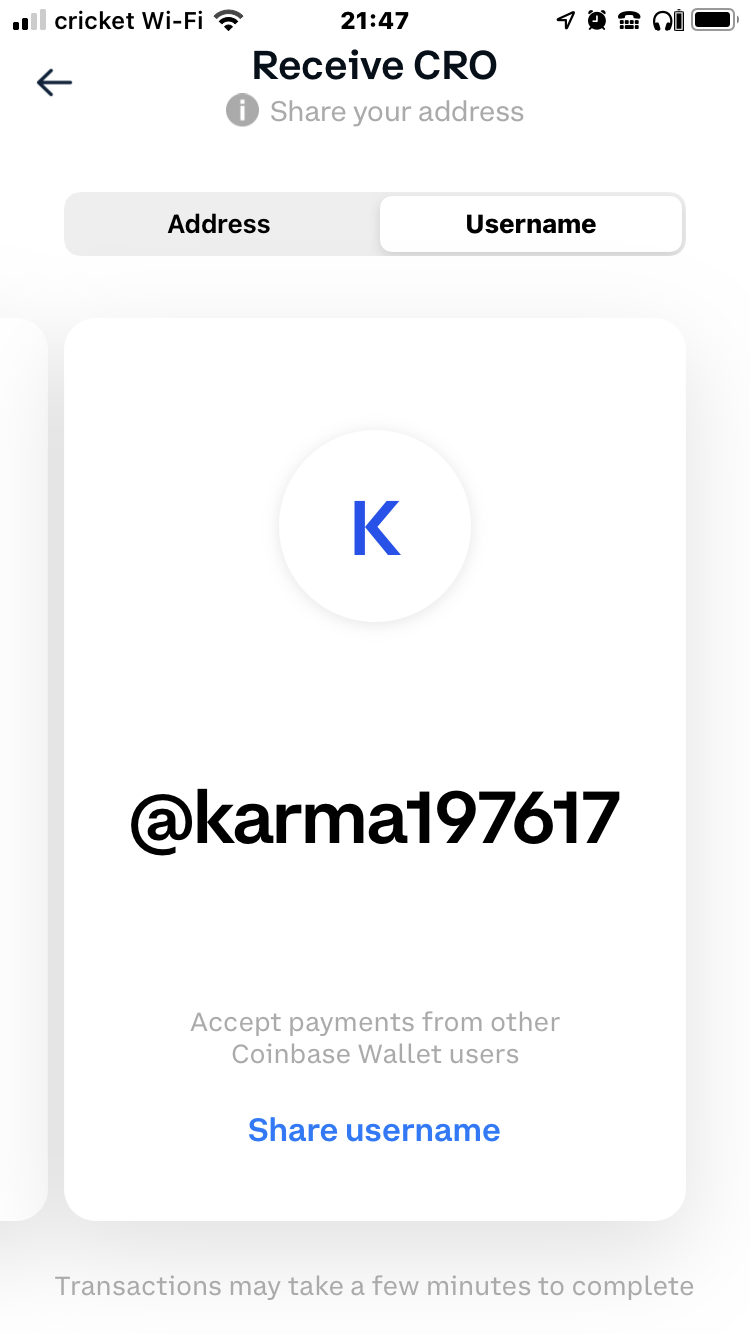 cricket Wi-Fi 21:47
Receive CRO
i Share your address
Address Username
K
@karma197617
Accept payments from other
Coinbase Wallet users
Share username
Transactions may take a few minutes to complete